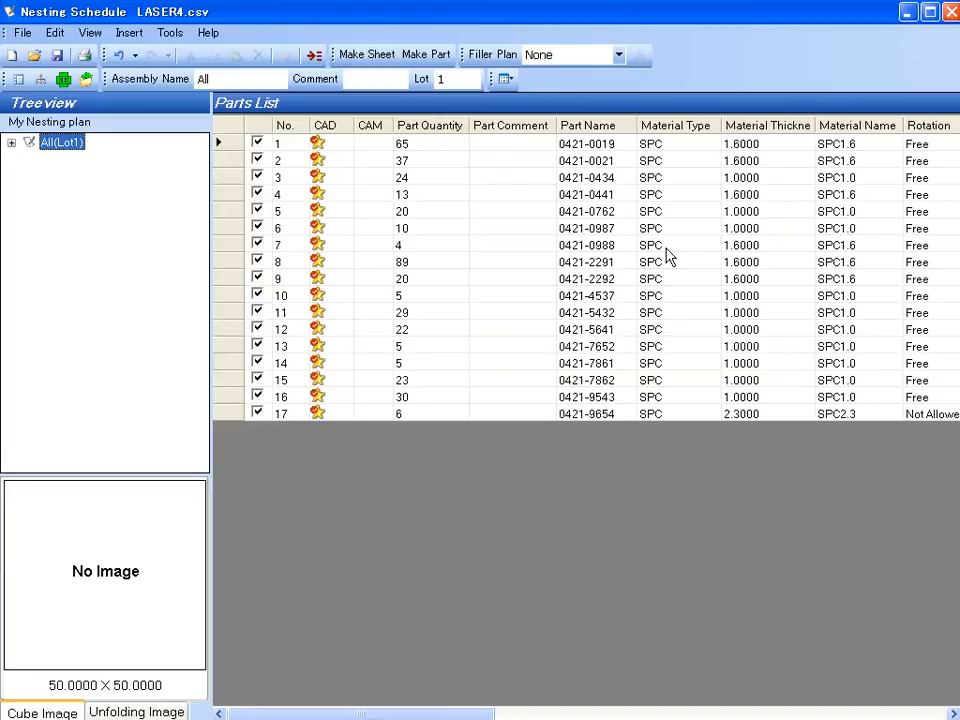 Nesting Schedule LASER4.csv
File Edit View Insert Tools Help
Make Sheet Make Part Filler Plan None
Assembly Name All Comment Lot 1
Treeview
My Nesting plan
All(Lot1)
Parts List
No. CAD CAM Part Quantity Part Comment Part Name Material Type Material Thickne Material Name Rotation
1 65 0421-0019 SPC 1.6000 SPC1.6 Free
2 37 0421-0021 SPC 1.6000 SPC1.6 Free
3 24 0421-0434 SPC 1.0000 SPC1.0 Free
4 13 0421-0441 SPC 1.6000 SPC1.6 Free
5 20 0421-0762 SPC 1.0000 SPC1.0 Free
6 10 0421-0987 SPC 1.0000 SPC1.0 Free
7 4 0421-0988 SPC 1.6000 SPC1.6 Free
8 89 0421-2291 SPC 1.6000 SPC1.6 Free
9 20 0421-2292 SPC 1.6000 SPC1.6 Free
10 5 0421-4537 SPC 1.0000 SPC1.0 Free
11 29 0421-5432 SPC 1.0000 SPC1.0 Free
12 22 0421-5641 SPC 1.0000 SPC1.0 Free
13 5 0421-7652 SPC 1.0000 SPC1.0 Free
14 5 0421-7861 SPC 1.0000 SPC1.0 Free
15 23 0421-7862 SPC 1.0000 SPC1.0 Free
16 30 0421-9543 SPC 1.0000 SPC1.0 Free
17 6 0421-9654 SPC 2.3000 SPC2.3 Not Allowe
No Image
50.0000 × 50.0000
Cube Image Unfolding Image